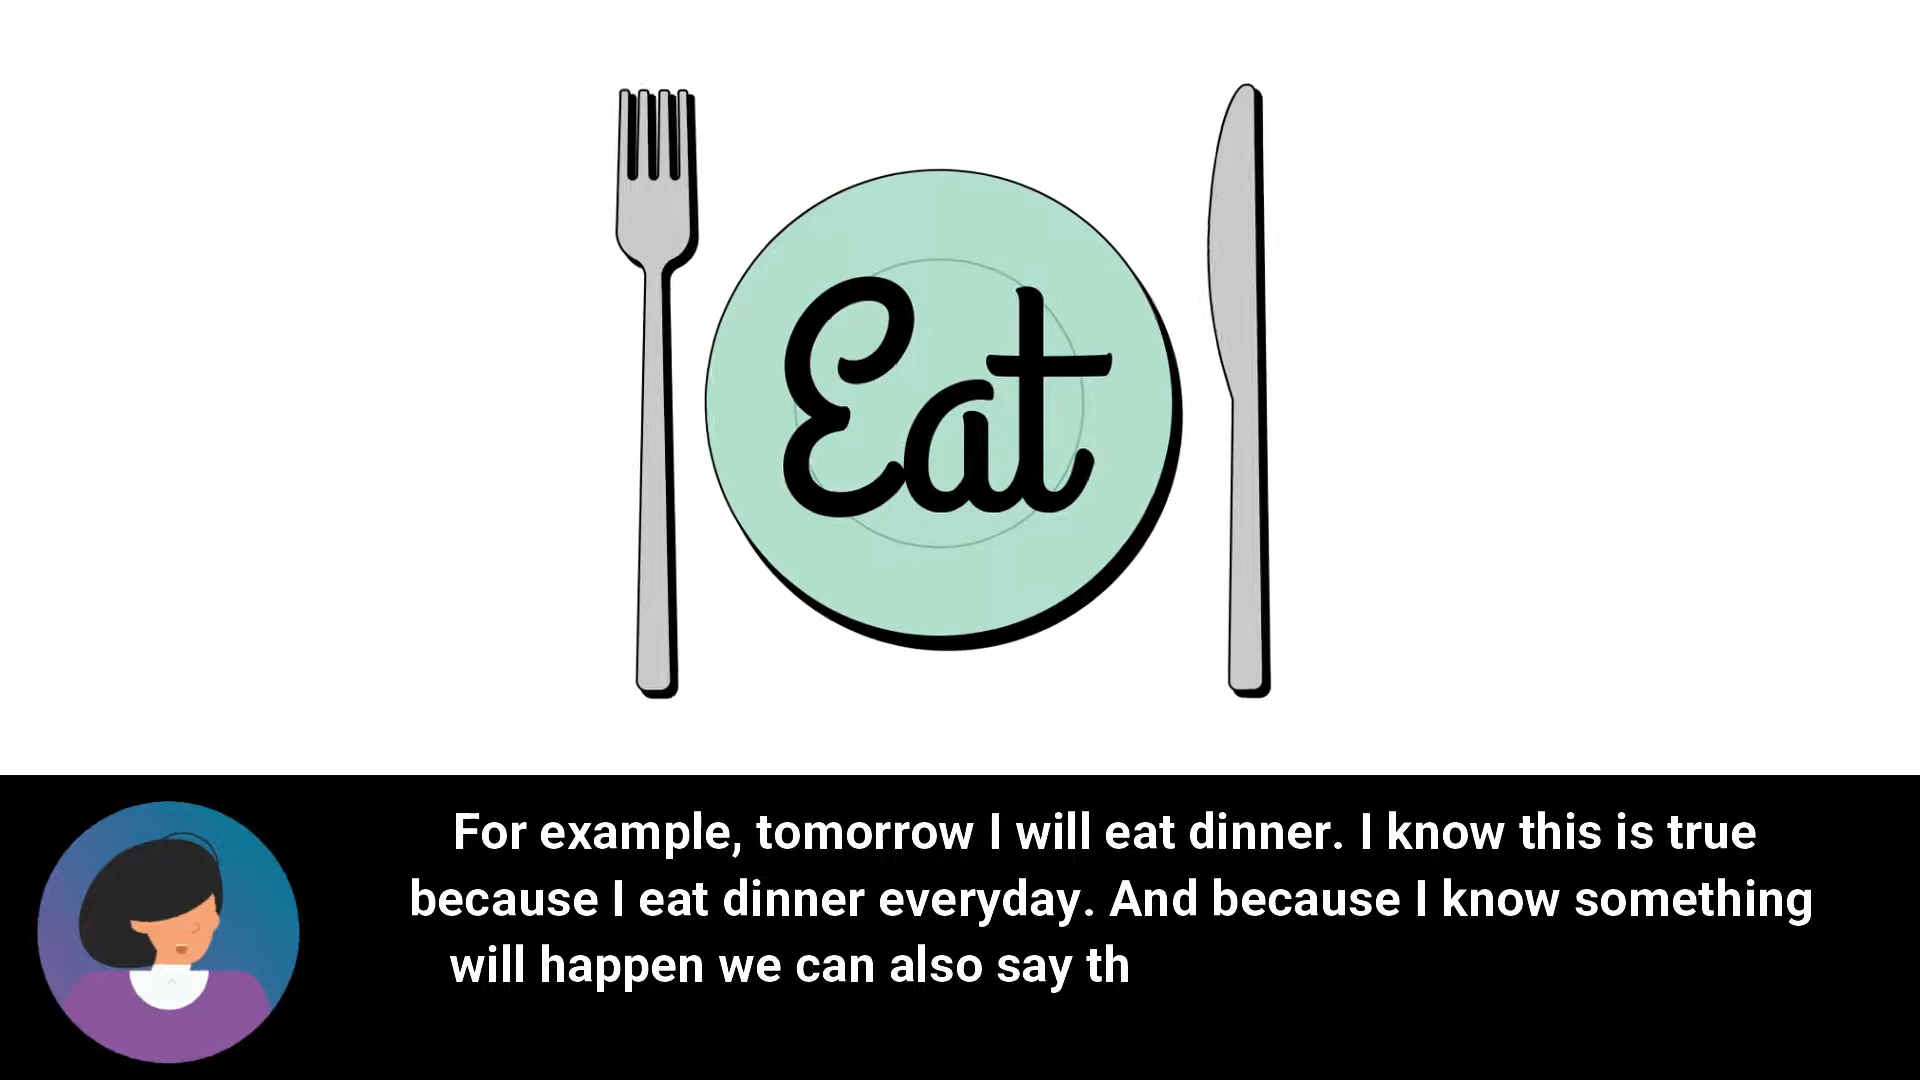 Eat
For example, tomorrow I will eat dinner. I know this is true
because I eat dinner everyday. And because I know something
will happen we can also say th